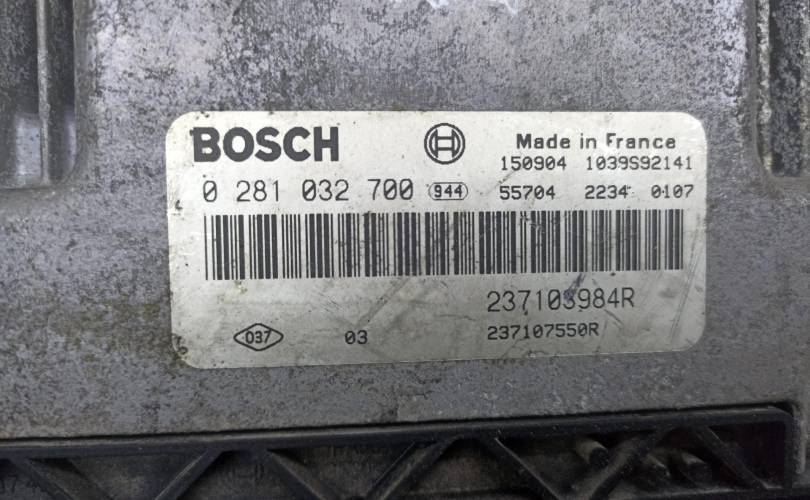 BOSCH
Made in France
150904 1039S92141
0 281 032 700 944 55704 2234 0107
237103984R
037 03 237107550R